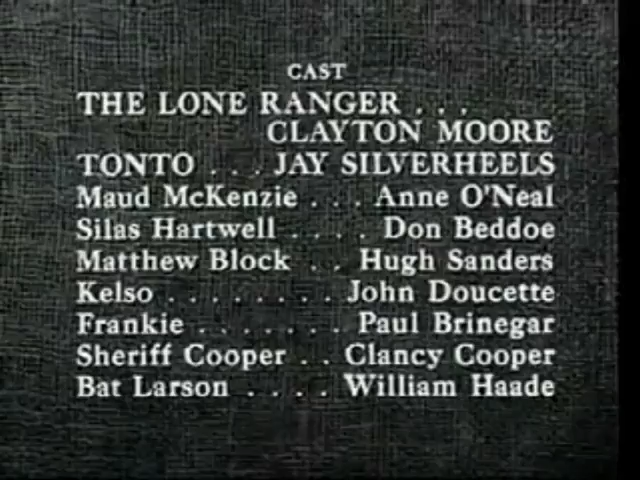 CAST
THE LONE RANGER . . .
CLAYTON MOORE
TONTO . . . JAY SILVERHEELS
Maud McKenzie . . . Anne O'Neal
Silas Hartwell . . . . Don Beddoe
Matthew Block . . Hugh Sanders
Kelso . . . . . . . . John Doucette
Frankie . . . . . . . Paul Brinegar
Sheriff Cooper . . Clancy Cooper
Bat Larson . . . . William Haade